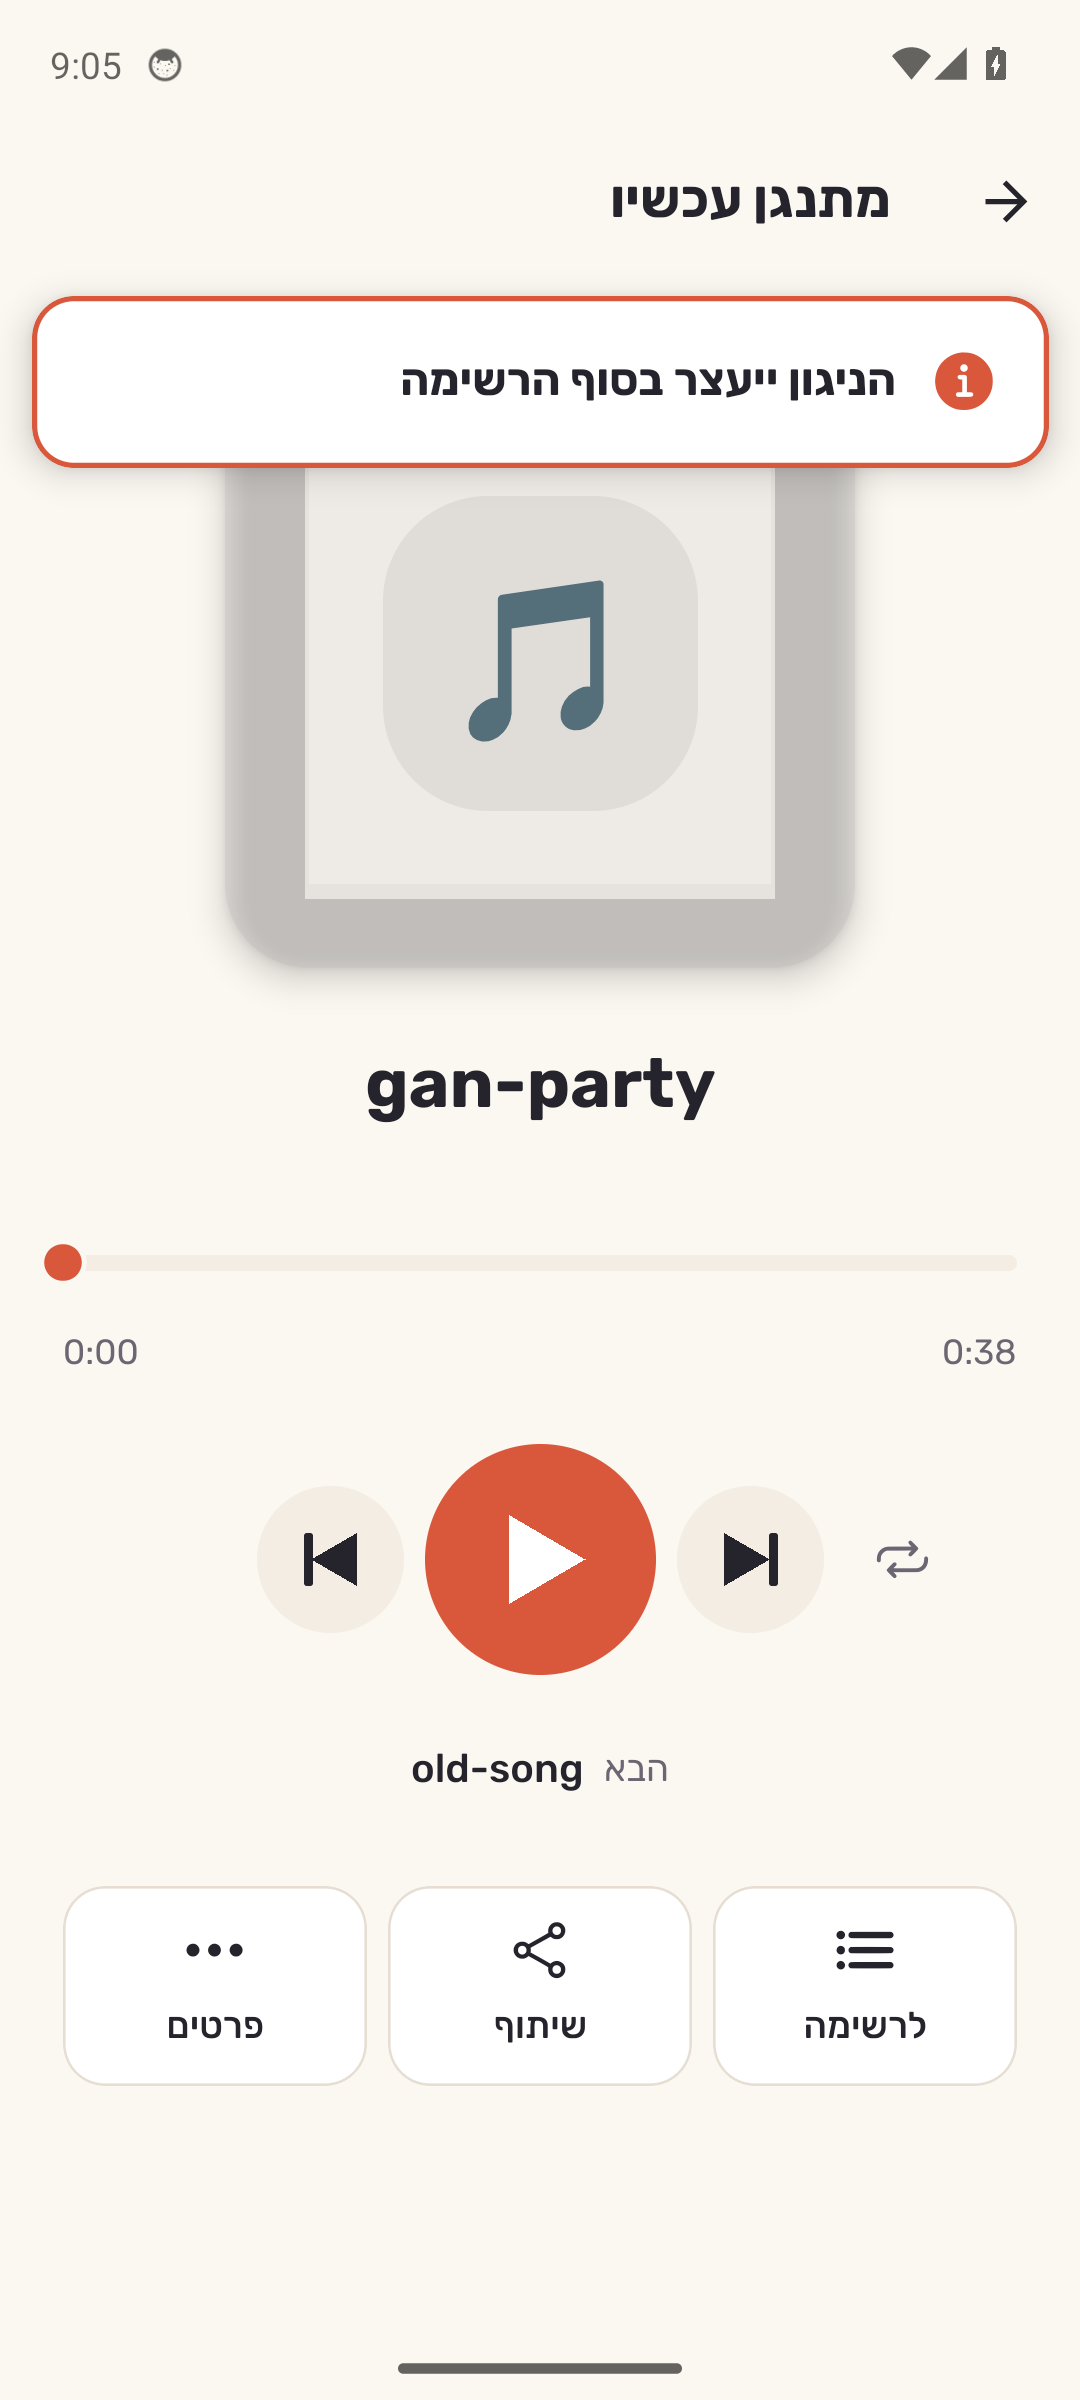 9:05
מתנגן עכשיו
הניגון ייעצר בסוף הרשימה
gan-party
0:00
0:38
הבא old-song
לרשימה
שיתוף
פרטים